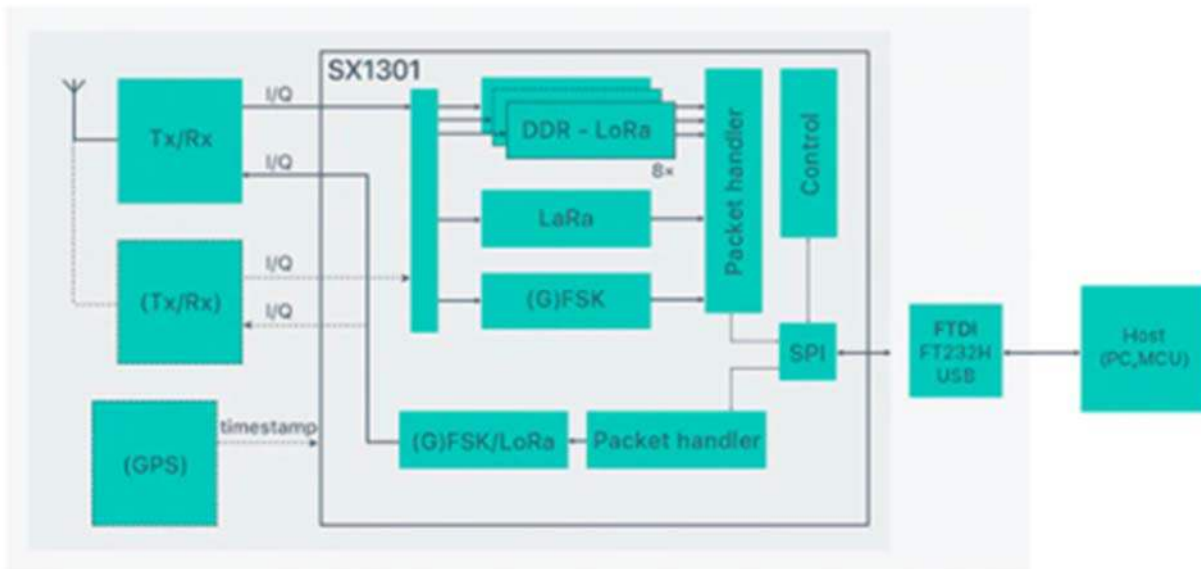 SX1301
I/Q
Tx/Rx
DDR - LoRa
8×
I/Q
LaRa
Packet handler
Control
I/Q
(Tx/Rx)
(G)FSK
I/Q
SPI
FTDI
FT232H
USB
Host
(PC,MCU)
timestamp
(GPS)
(G)FSK/LoRa
Packet handler